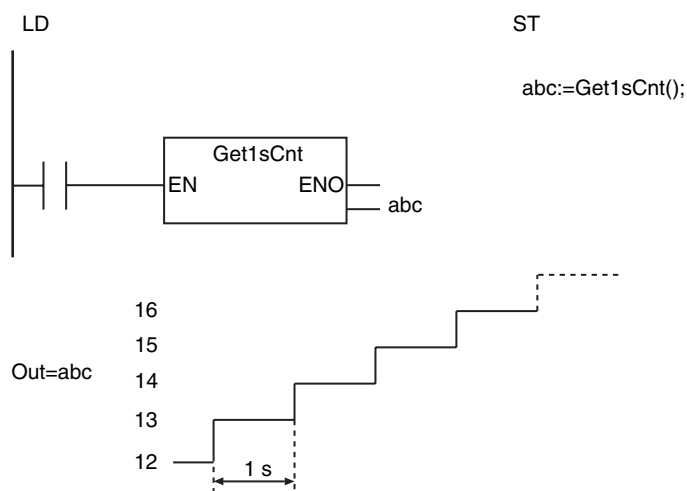 LD
ST
abc:=Get1sCnt();
Get1sCnt
EN ENO
abc
16
15
Out=abc
14
13
12
1 s